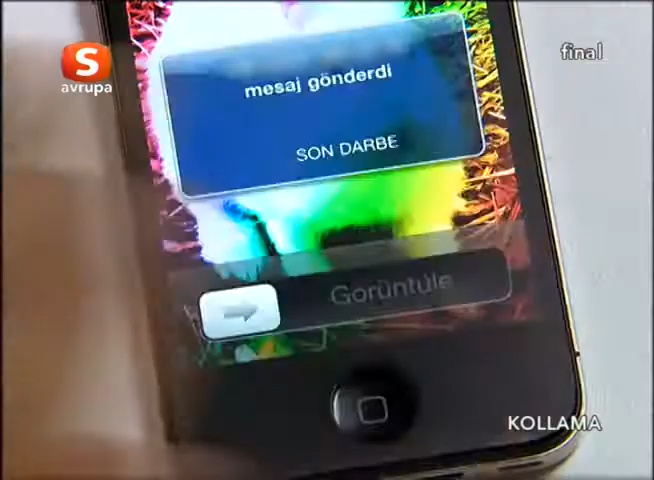 S
avrupa
final
mesaj gönderdi
SON DARBE
Görüntüle
KOLLAMA